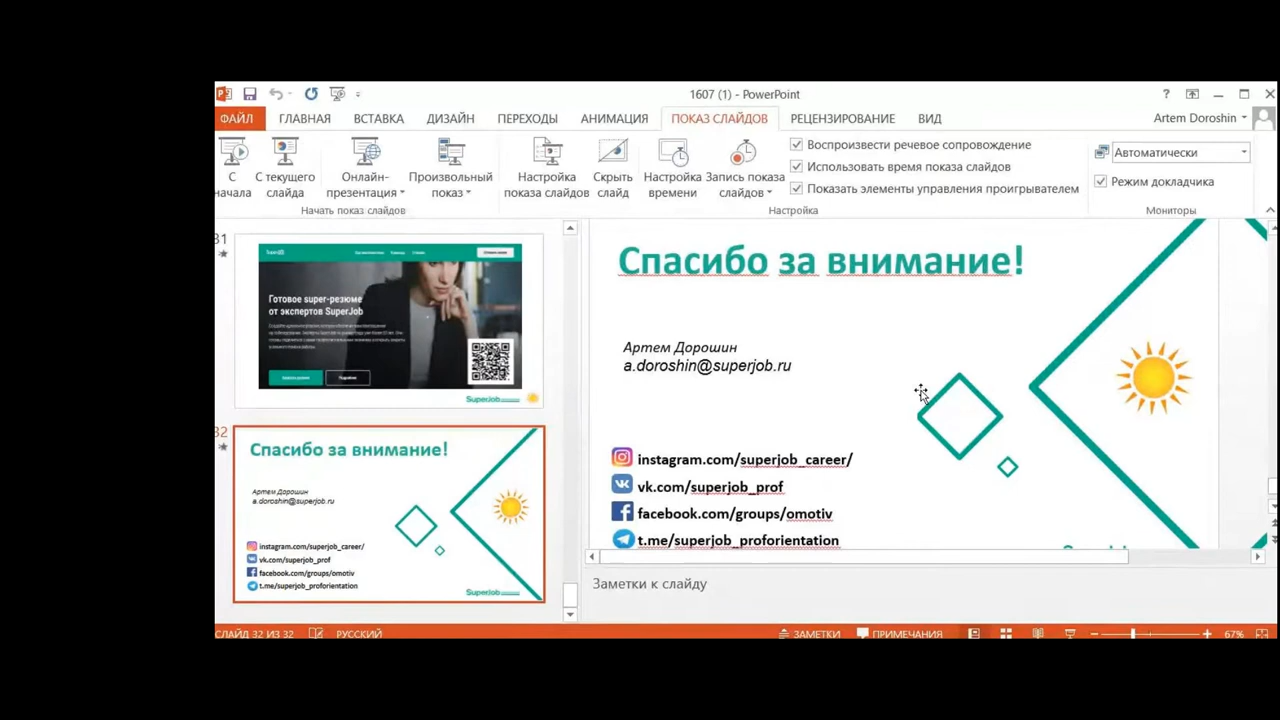 1607 (1) - PowerPoint
?
ФАЙЛ ГЛАВНАЯ ВСТАВКА ДИЗАЙН ПЕРЕХОДЫ АНИМАЦИЯ ПОКАЗ СЛАЙДОВ РЕЦЕНЗИРОВАНИЕ ВИД Artem Doroshin
С начала
С текущего слайда
Онлайн-презентация
Произвольный показ
Настройка показа слайдов
Скрыть слайд
Настройка времени
Запись показа слайдов
Воспроизвести речевое сопровождение
Использовать время показа слайдов
Показать элементы управления проигрывателем
Автоматически
Режим докладчика
Начать показ слайдов
Настройка
Мониторы
31
Готовое super-резюме
от экспертов SuperJob
SuperJob
32
Спасибо за внимание!
Артем Дорошин
a.doroshin@superjob.ru
instagram.com/superjob_career/
vk.com/superjob_prof
facebook.com/groups/omotiv
t.me/superjob_proforientation
SuperJob
Спасибо за внимание!
Артем Дорошин
a.doroshin@superjob.ru
instagram.com/superjob_career/
vk.com/superjob_prof
facebook.com/groups/omotiv
t.me/superjob_proforientation
Заметки к слайду
СЛАЙД 32 ИЗ 32 РУССКИЙ ЗАМЕТКИ ПРИМЕЧАНИЯ 67%